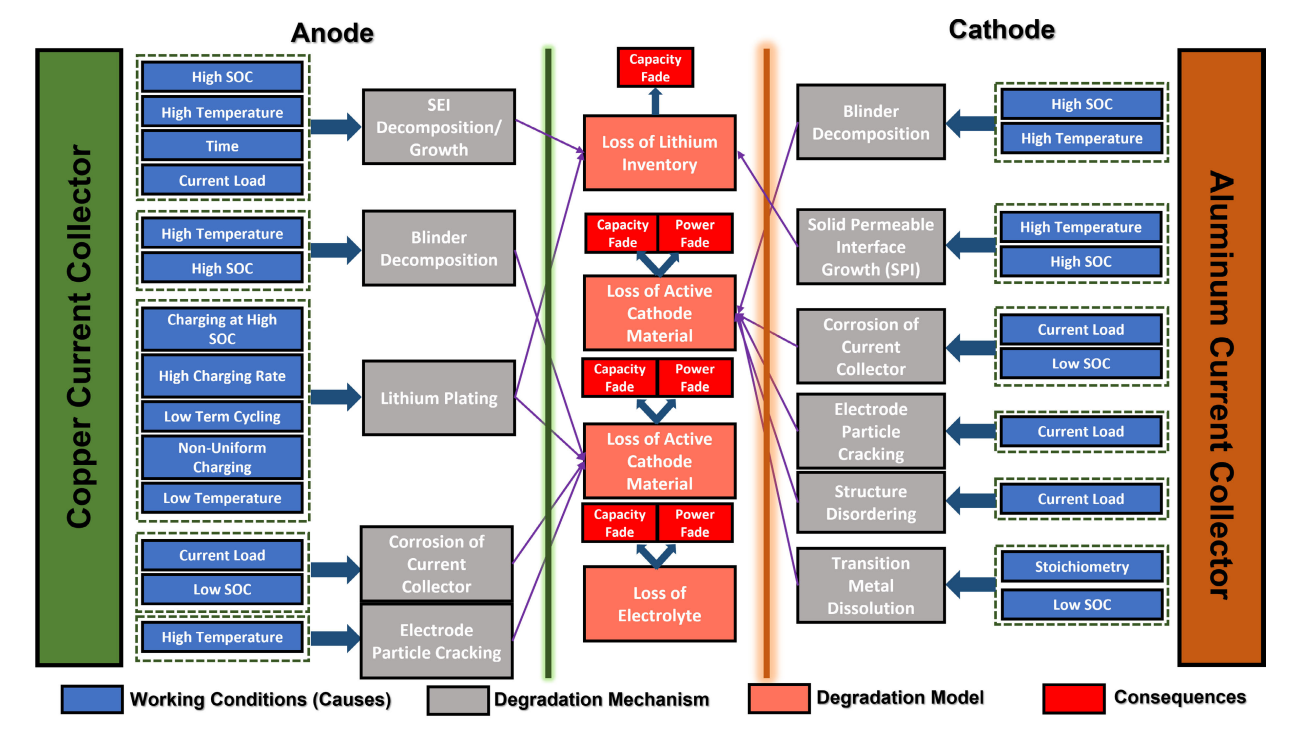 Anode
Cathode
Copper Current Collector
High SOC
High Temperature
Time
Current Load
SEI
Decomposition/
Growth
High Temperature
High SOC
Blinder
Decomposition
Charging at High
SOC
High Charging Rate
Low Term Cycling
Non-Uniform
Charging
Low Temperature
Lithium Plating
Current Load
Low SOC
Corrosion of
Current
Collector
High Temperature
Electrode
Particle Cracking
Capacity
Fade
Loss of Lithium
Inventory
Capacity
Fade
Power
Fade
Loss of Active
Cathode
Material
Capacity
Fade
Power
Fade
Loss of Active
Cathode
Material
Capacity
Fade
Power
Fade
Loss of
Electrolyte
Blinder
Decomposition
High SOC
High Temperature
Solid Permeable
Interface
Growth (SPI)
High Temperature
High SOC
Corrosion of
Current
Collector
Current Load
Low SOC
Electrode
Particle
Cracking
Current Load
Structure
Disordering
Current Load
Transition
Metal
Dissolution
Stoichiometry
Low SOC
Aluminum Current Collector
Working Conditions (Causes)
Degradation Mechanism
Degradation Model
Consequences